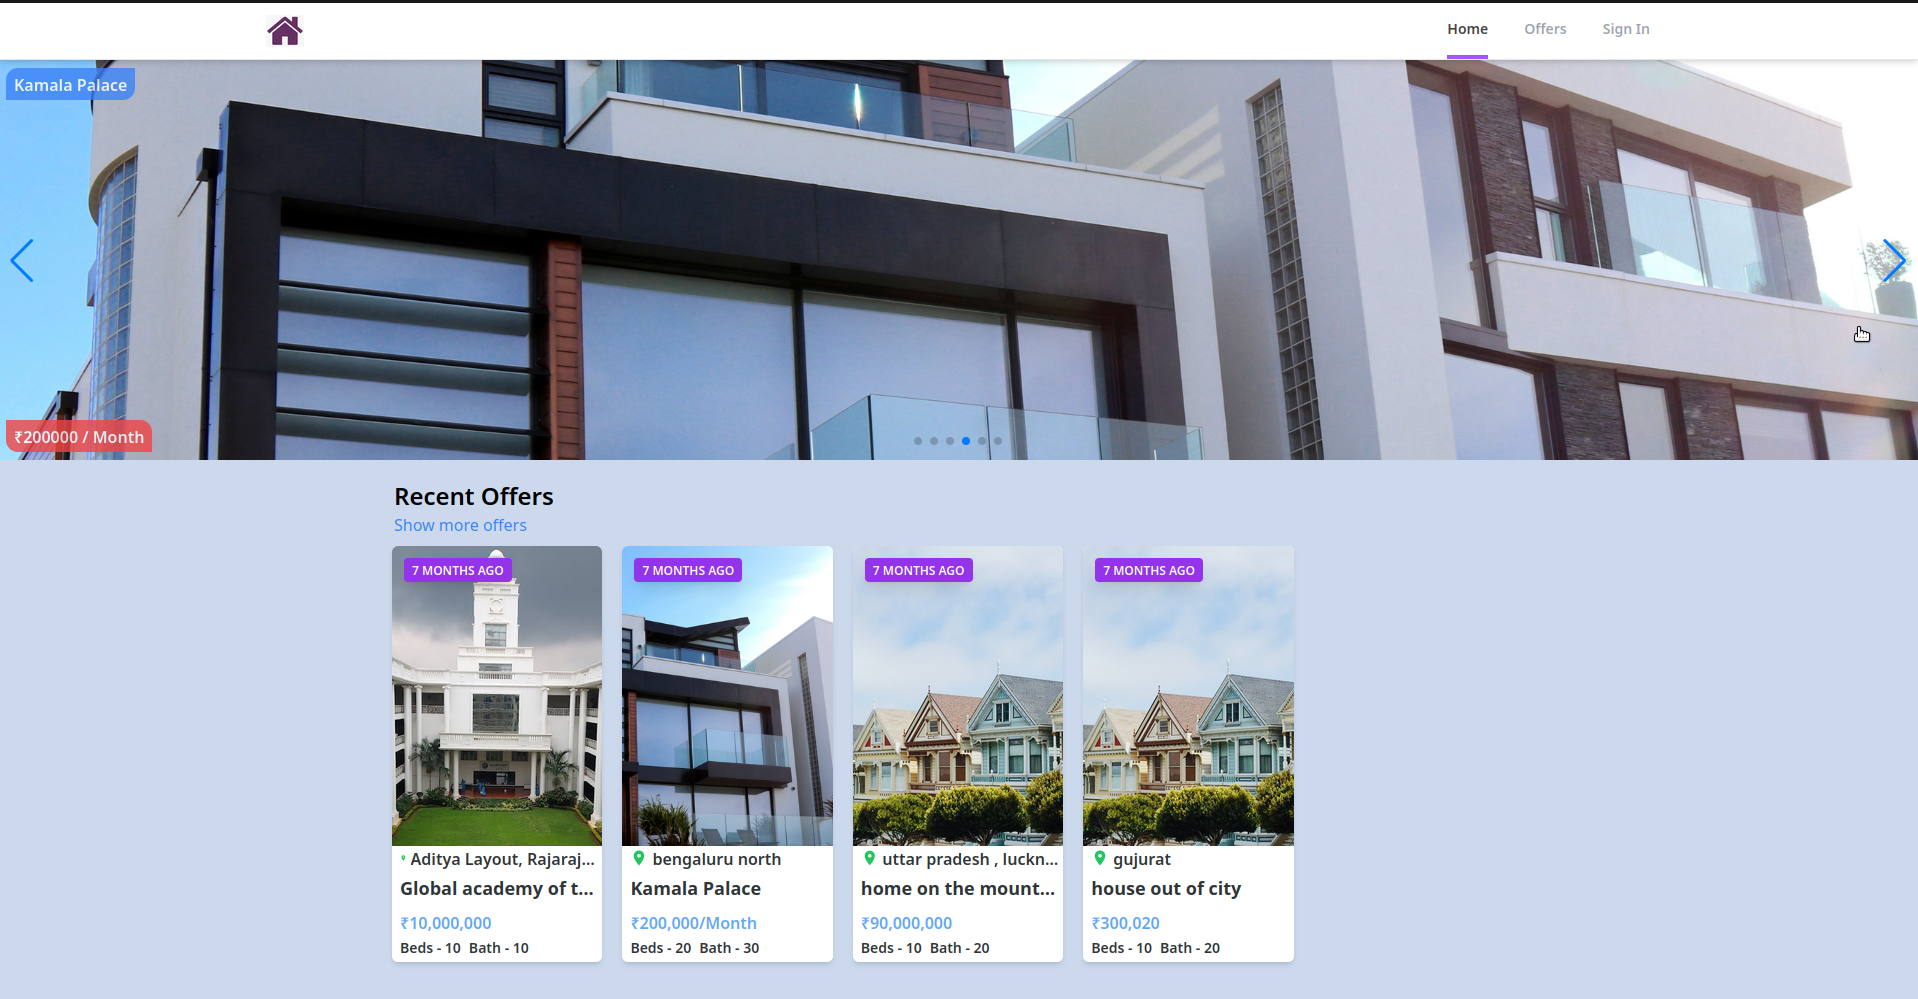 Home Offers Sign In
Kamala Palace
₹200000 / Month
Recent Offers
Show more offers
7 MONTHS AGO
Aditya Layout, Rajaraj...
Global academy of t...
₹10,000,000
Beds - 10 Bath - 10
7 MONTHS AGO
bengaluru north
Kamala Palace
₹200,000/Month
Beds - 20 Bath - 30
7 MONTHS AGO
uttar pradesh , luckn...
home on the mount...
₹90,000,000
Beds - 10 Bath - 20
7 MONTHS AGO
gujurat
house out of city
₹300,020
Beds - 10 Bath - 20